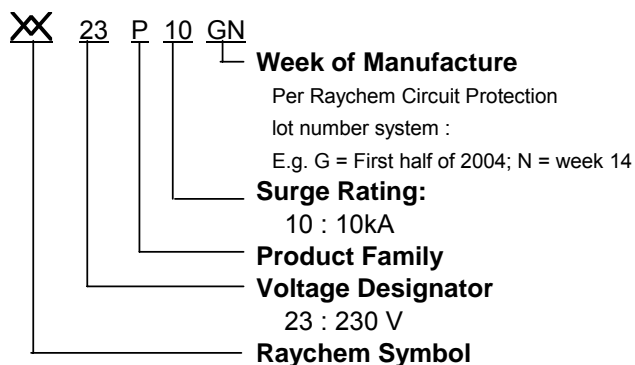 23 P 10 GN
Week of Manufacture
Per Raychem Circuit Protection
lot number system :
E.g. G = First half of 2004; N = week 14
Surge Rating:
10 : 10kA
Product Family
Voltage Designator
23 : 230 V
Raychem Symbol